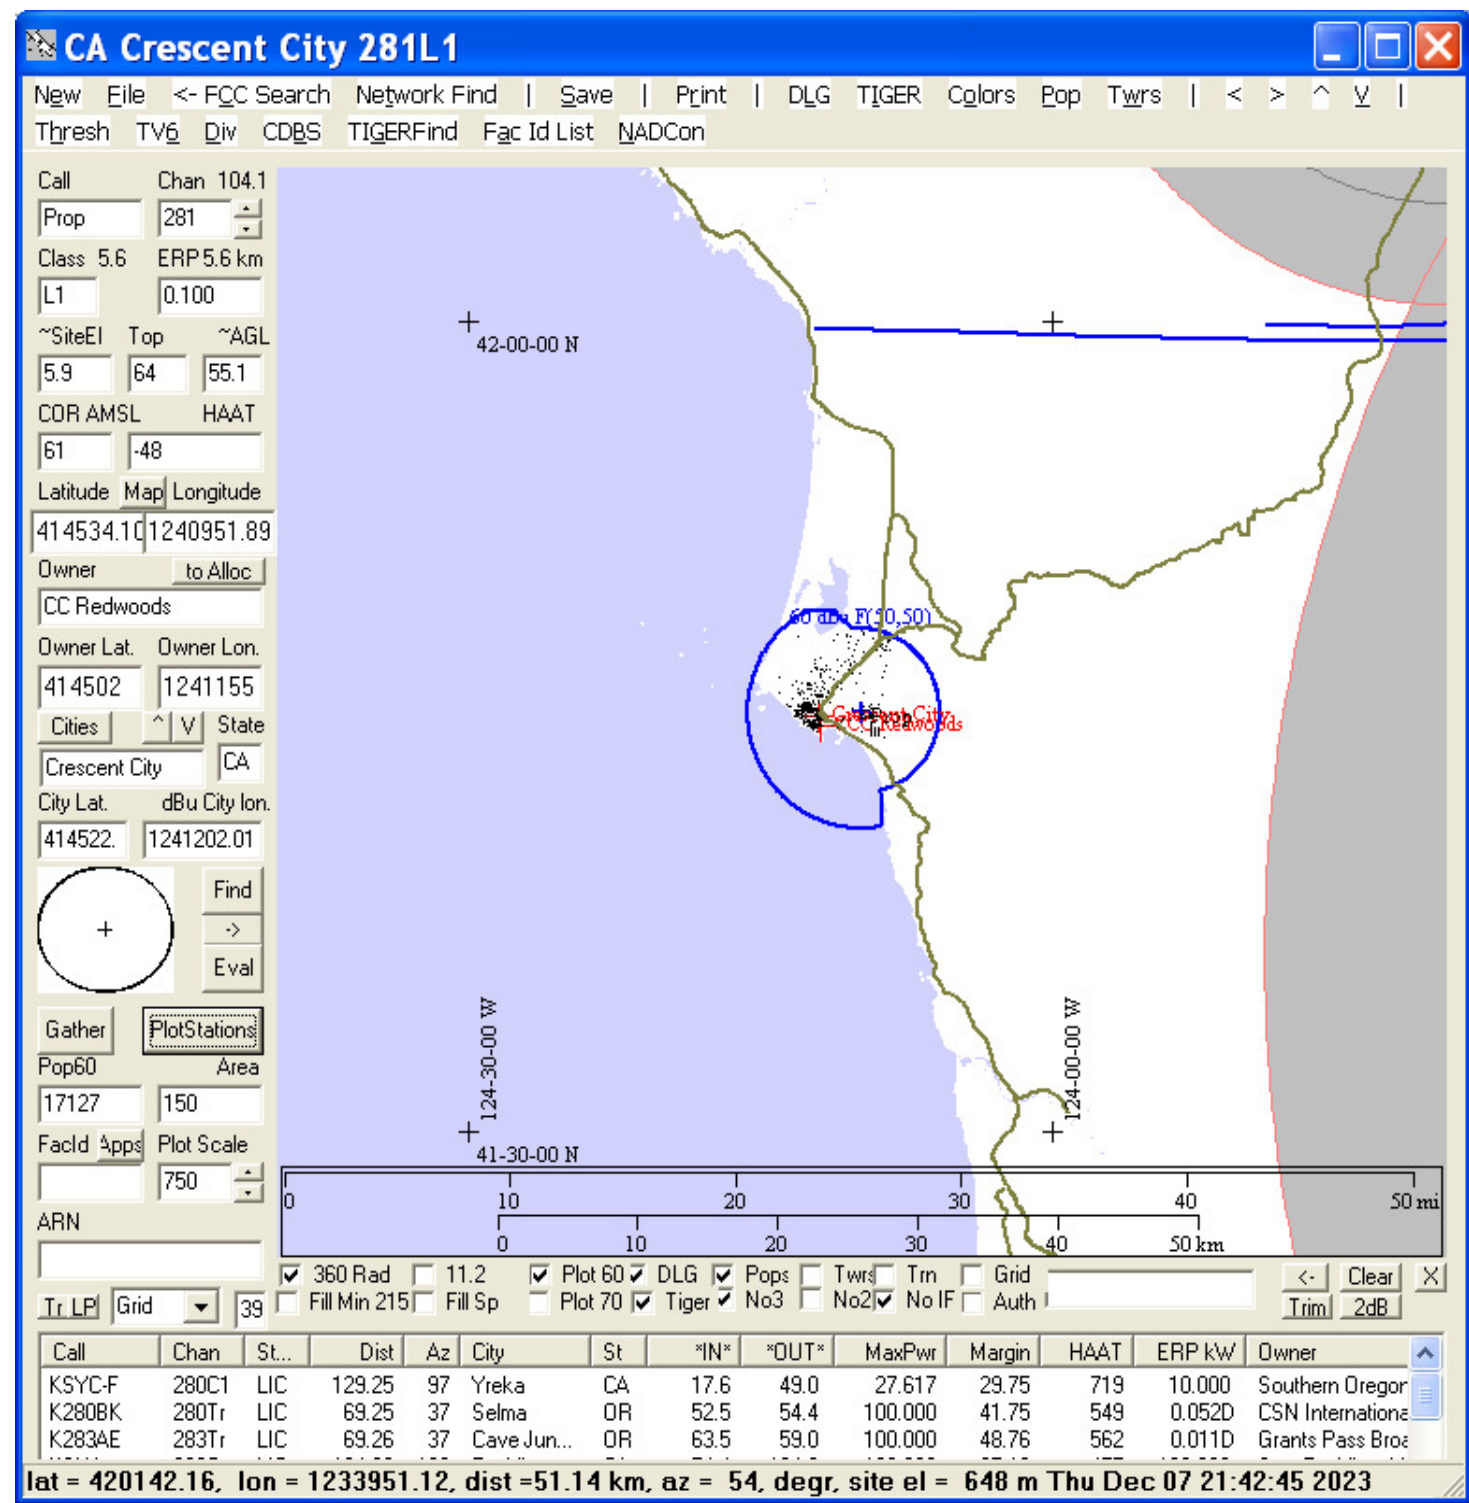 CA Crescent City 281L1
New File <- FCC Search Network Find | Save | Print | DLG TIGER Colors Pop Twrs | < > ^ V |
Thresh TV6 Div CDBS TIGERFind Fac Id List NADCon
Call Chan 104.1
Prop 281
Class 5.6 ERP 5.6 km
L1 0.100
~SiteEl Top ~AGL
5.9 64 55.1
COR AMSL HAAT
61 -48
Latitude Map Longitude
414534.10 1240951.89
Owner to Alloc
CC Redwoods
Owner Lat. Owner Lon.
414502 1241155
Cities ^ V State
Crescent City CA
City Lat. dBu City lon.
414522. 1241202.01
Find
->
Eval
Gather PlotStations
Pop60 Area
17127 150
FacId Apps Plot Scale
750
ARN
Tr LP Grid 39
42-00-00 N
60 dBu F(50,50)
Crescent City
Prop
CC Redwoods
124-30-00 W
124-00-00 W
41-30-00 N
0 10 20 30 40 50 mi
0 10 20 30 40 50 km
360 Rad 11.2 Plot 60 DLG Pops Twrs Trn Grid <- Clear X
Fill Min 215 Fill Sp Plot 70 Tiger No3 No2 No IF Auth Trim 2dB
Call Chan St... Dist Az City St *IN* *OUT* MaxPwr Margin HAAT ERP kW Owner
KSYC-F 280C1 LIC 129.25 97 Yreka CA 17.6 49.0 27.617 29.75 719 10.000 Southern Oregor
K280BK 280Tr LIC 69.25 37 Selma OR 52.5 54.4 100.000 41.75 549 0.052D CSN Internationa
K283AE 283Tr LIC 69.26 37 Cave Jun... OR 63.5 59.0 100.000 48.76 562 0.011D Grants Pass Broa
lat = 420142.16, lon = 1233951.12, dist =51.14 km, az = 54, degr, site el = 648 m Thu Dec 07 21:42:45 2023